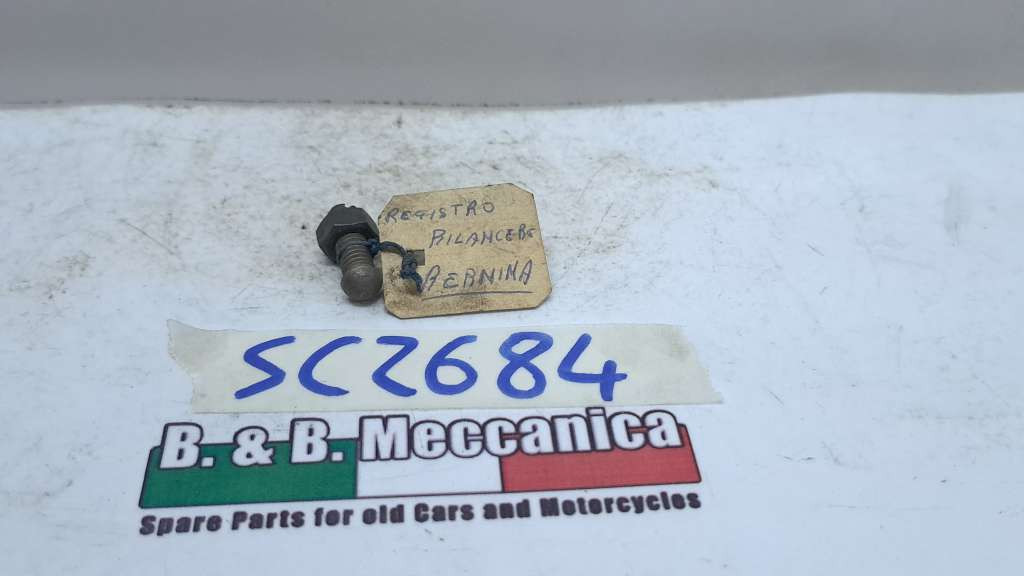 REGISTRO
BILANCERE
AERNINA
SC2684
B. & B. Meccanica
Spare Parts for old Cars and Motorcycles